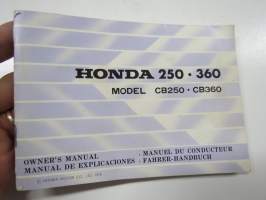 HONDA 250 · 360
MODEL CB250 · CB360
OWNER'S MANUAL · MANUEL DU CONDUCTEUR
MANUAL DE EXPLICACIONES · FAHRER-HANDBUCH